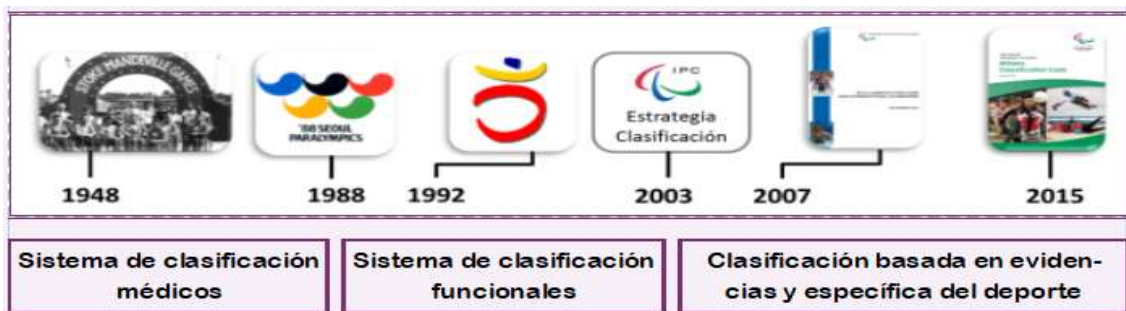 STOKE MANDEVILLE GAMES
'88 SEOUL
PARALYMPICS
IPC
Estrategia
Clasificación
1948
1988
1992
2003
2007
2015
Sistema de clasificación
médicos
Sistema de clasificación
funcionales
Clasificación basada en eviden-
cias y específica del deporte